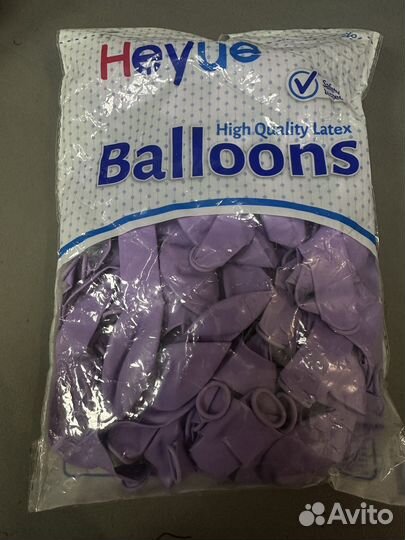 Heyue
High Quality Latex
Balloons
Avito